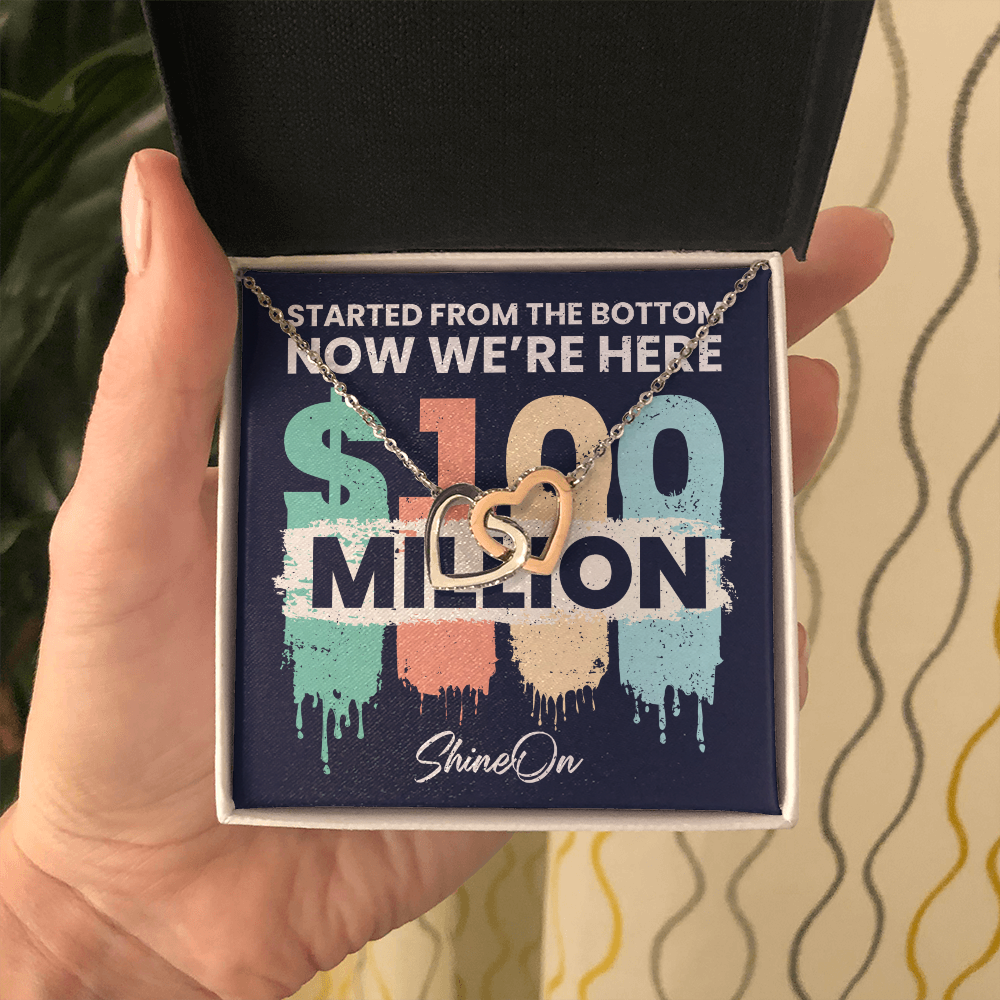 STARTED FROM THE BOTTOM
NOW WE'RE HERE
$100
MILLION
ShineOn